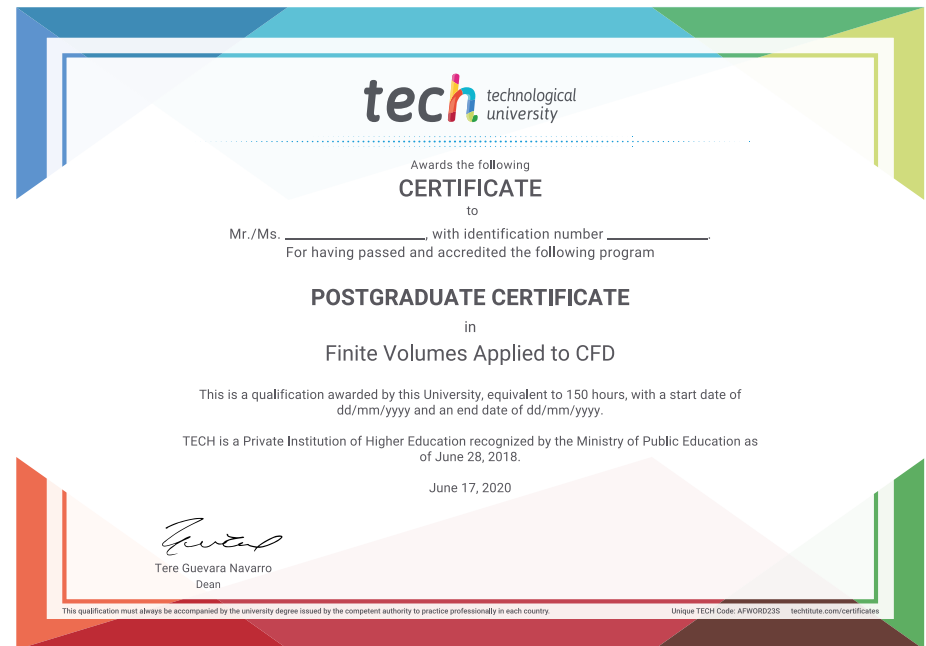 tech technological
university
Awards the following
CERTIFICATE
to
Mr./Ms. ____________________, with identification number ______________.
For having passed and accredited the following program
POSTGRADUATE CERTIFICATE
in
Finite Volumes Applied to CFD
This is a qualification awarded by this University, equivalent to 150 hours, with a start date of
dd/mm/yyyy and an end date of dd/mm/yyyy.
TECH is a Private Institution of Higher Education recognized by the Ministry of Public Education as
of June 28, 2018.
June 17, 2020
Tere Guevara Navarro
Dean
This qualification must always be accompanied by the university degree issued by the competent authority to practice professionally in each country.
Unique TECH Code: AFWORD23S techtitute.com/certificates